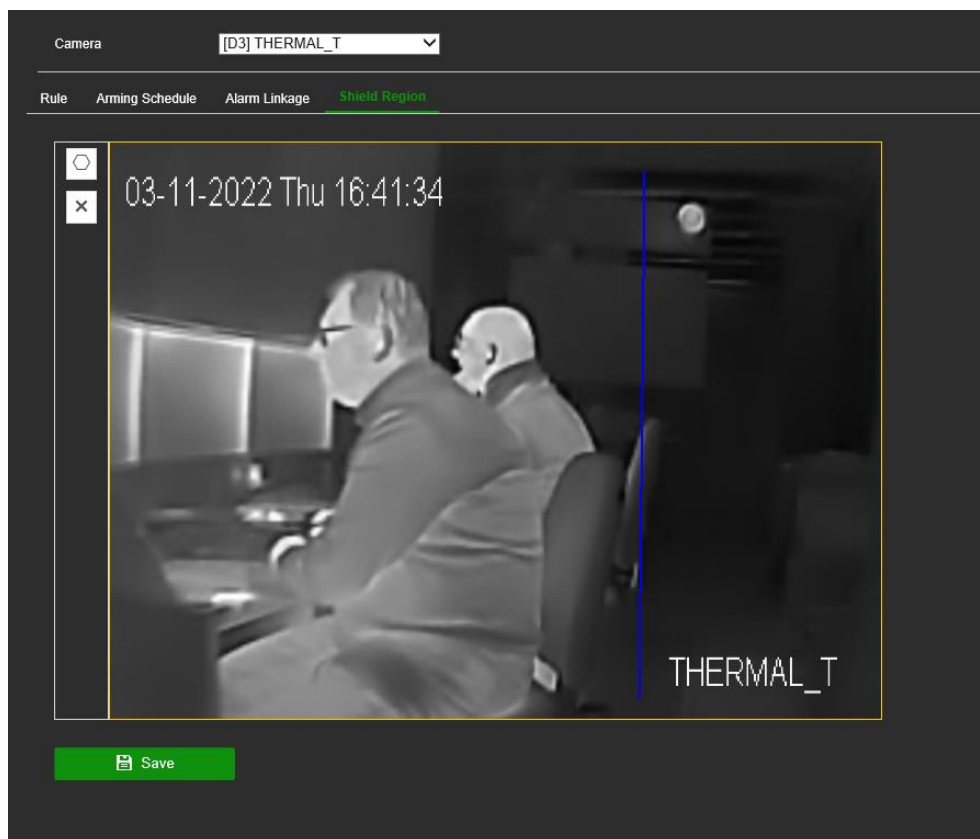 Camera
[D3] THERMAL_T
Rule Arming Schedule Alarm Linkage Shield Region
03-11-2022 Thu 16:41:34
THERMAL_T
Save